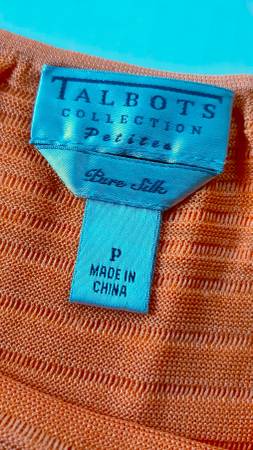 TALBOTS
COLLECTION
Petites
Pure Silk
P
MADE IN
CHINA